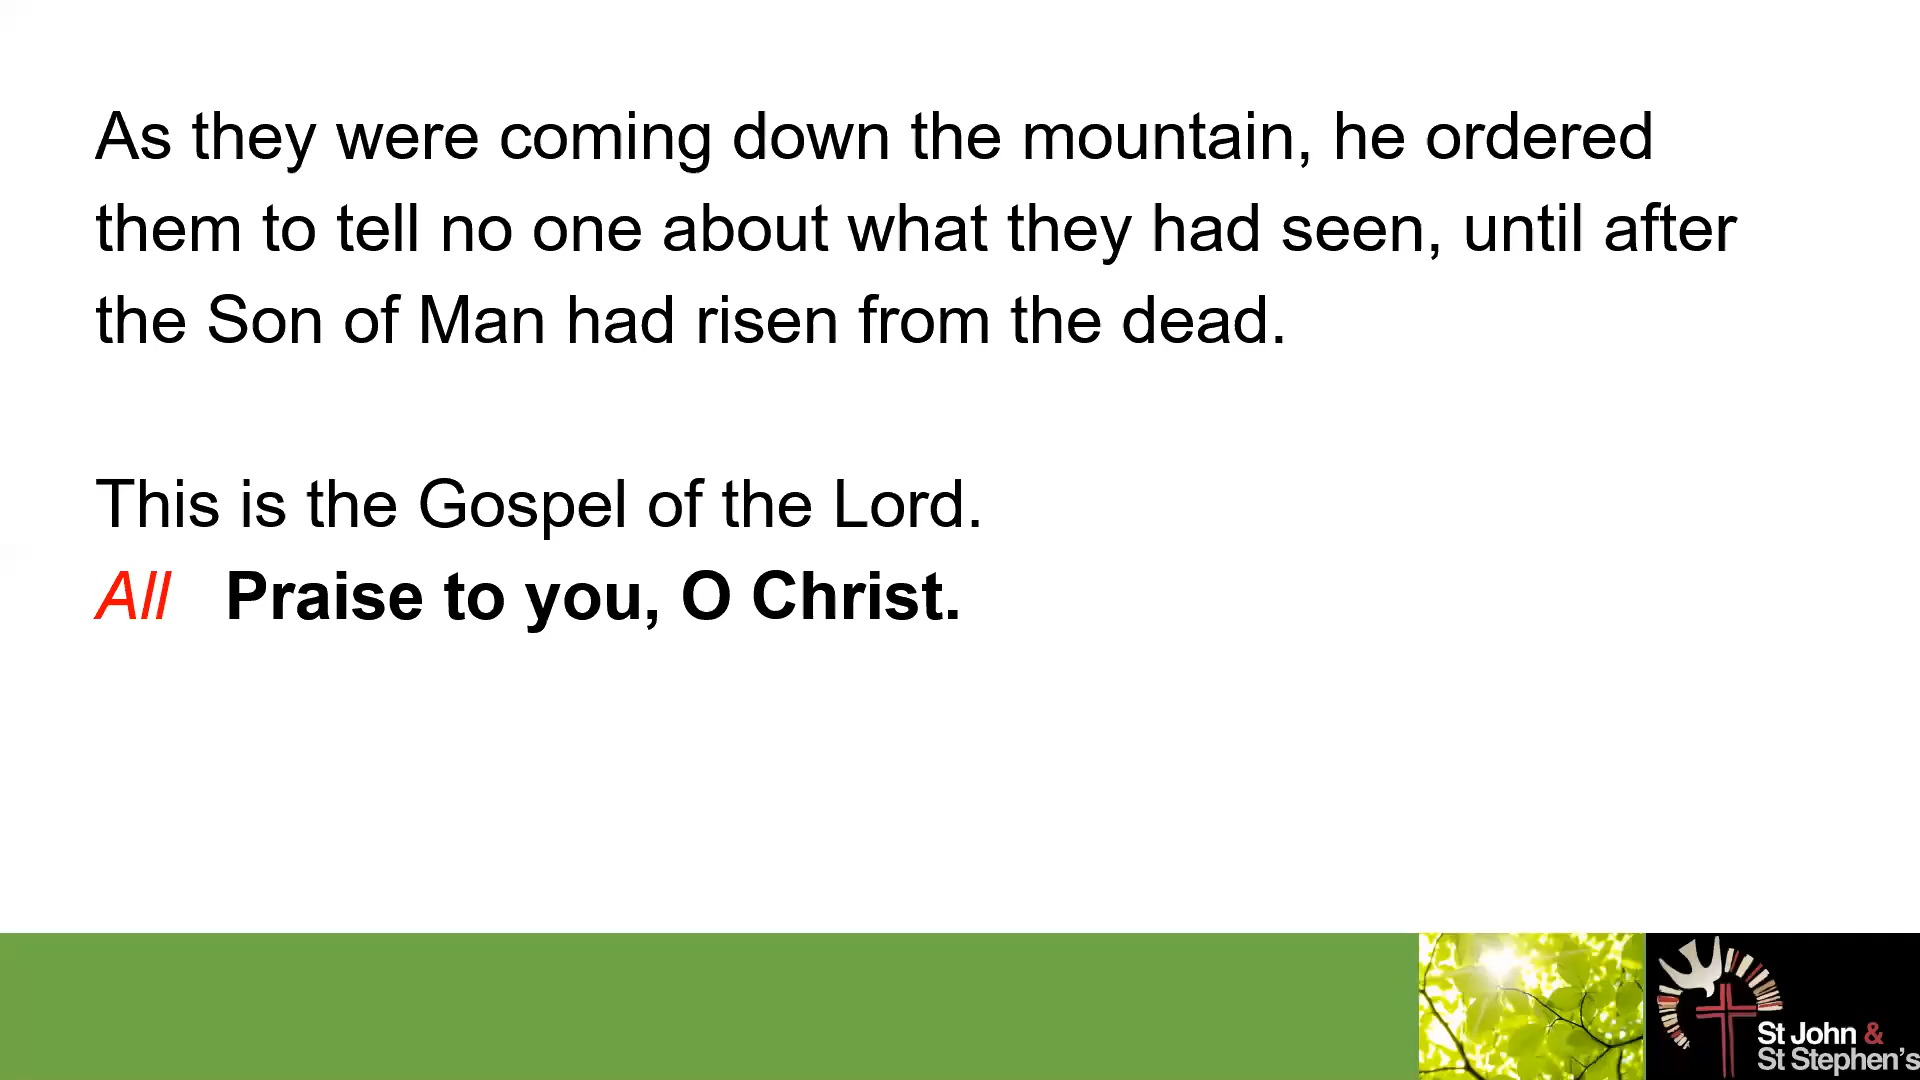 As they were coming down the mountain, he ordered
them to tell no one about what they had seen, until after
the Son of Man had risen from the dead.
This is the Gospel of the Lord.
All Praise to you, O Christ.
St John &
St Stephen's